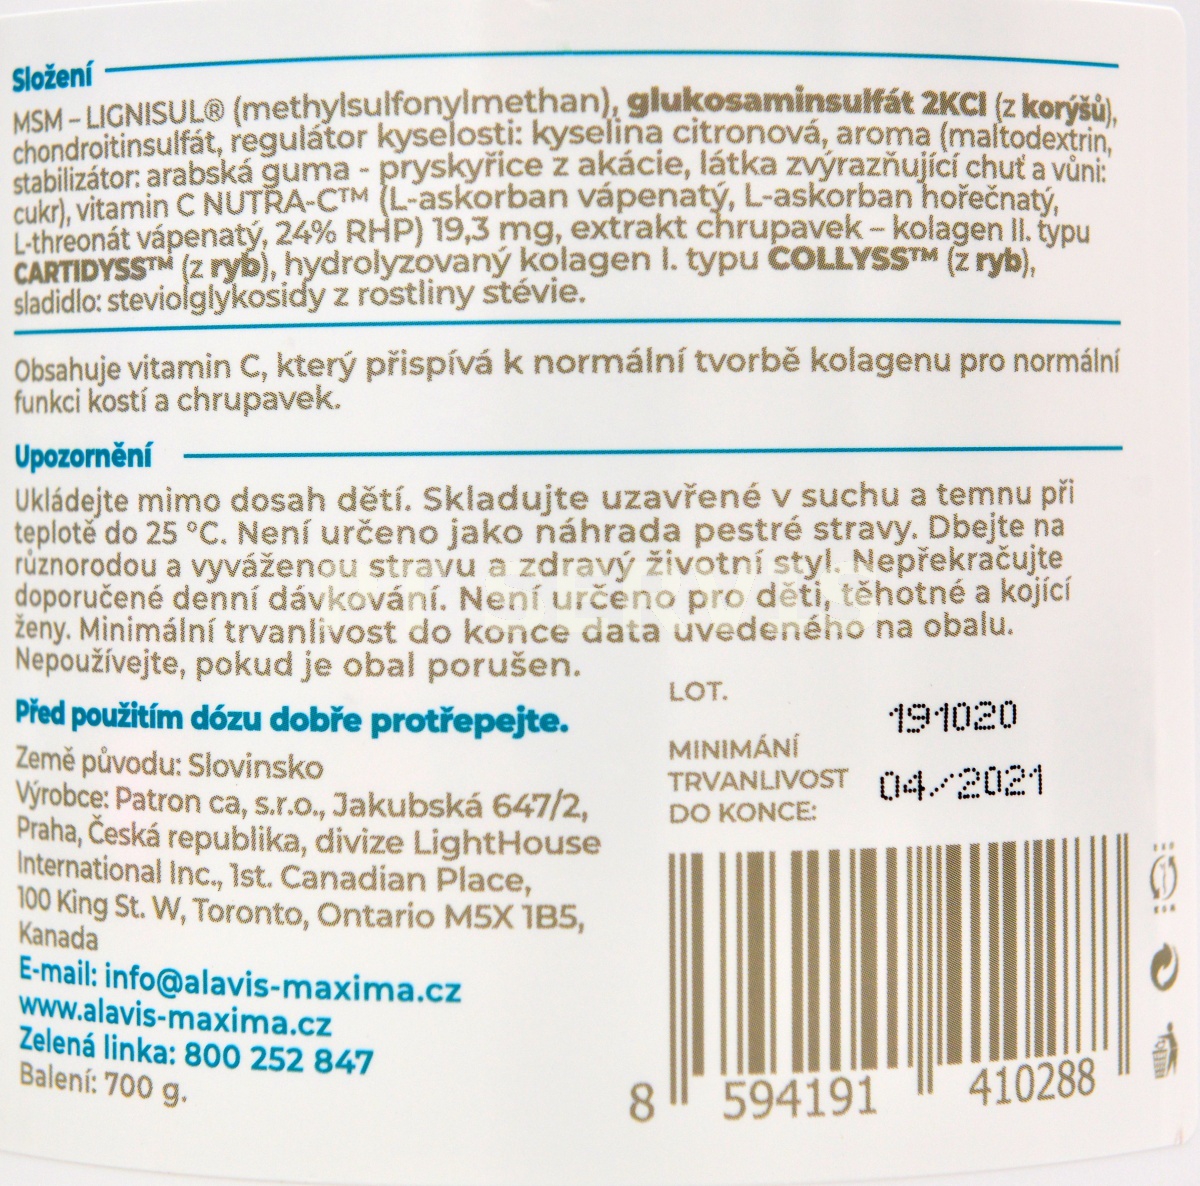 Složení
MSM – LIGNISUL® (methylsulfonylmethan), glukosaminsulfát 2KCl (z korýšů),
chondroitinsulfát, regulátor kyselosti: kyselina citronová, aroma (maltodextrin,
stabilizátor: arabská guma - pryskyřice z akácie, látka zvýrazňující chuť a vůni:
cukr), vitamin C NUTRA-C™ (L-askorban vápenatý, L-askorban hořečnatý,
L-threonát vápenatý, 24% RHP) 19,3 mg, extrakt chrupavek – kolagen II. typu
CARTIDYSS™ (z ryb), hydrolyzovaný kolagen I. typu COLLYSS™ (z ryb),
sladidlo: steviolglykosidy z rostliny stévie.
Obsahuje vitamin C, který přispívá k normální tvorbě kolagenu pro normální
funkci kostí a chrupavek.
Upozornění
Ukládejte mimo dosah dětí. Skladujte uzavřené v suchu a temnu při
teplotě do 25 °C. Není určeno jako náhrada pestré stravy. Dbejte na
různorodou a vyváženou stravu a zdravý životní styl. Nepřekračujte
doporučené denní dávkování. Není určeno pro děti, těhotné a kojící
ženy. Minimální trvanlivost do konce data uvedeného na obalu.
Nepoužívejte, pokud je obal porušen.
Před použitím dózu dobře protřepejte.
Země původu: Slovinsko
Výrobce: Patron ca, s.r.o., Jakubská 647/2,
Praha, Česká republika, divize LightHouse
International Inc., 1st. Canadian Place,
100 King St. W, Toronto, Ontario M5X 1B5,
Kanada
E-mail: info@alavis-maxima.cz
www.alavis-maxima.cz
Zelená linka: 800 252 847
Balení: 700 g.
LOT.
191020
MINIMÁNÍ
TRVANLIVOST
DO KONCE:
04/2021
8 594191 410288